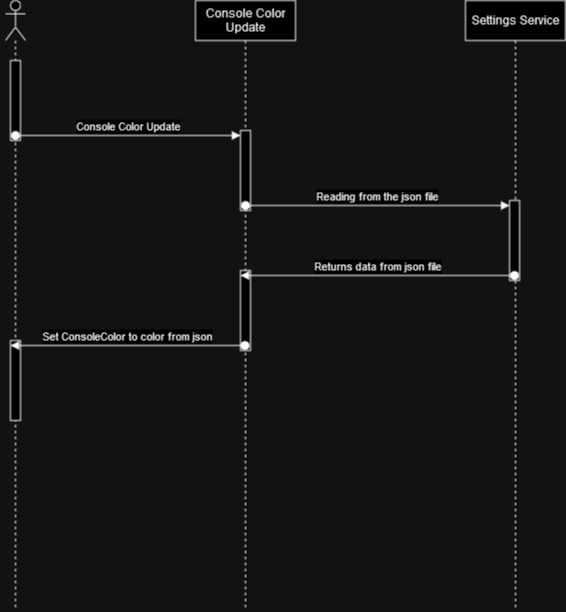 Console Color
Update
Settings Service
Console Color Update
Reading from the json file
Returns data from json file
Set ConsoleColor to color from json